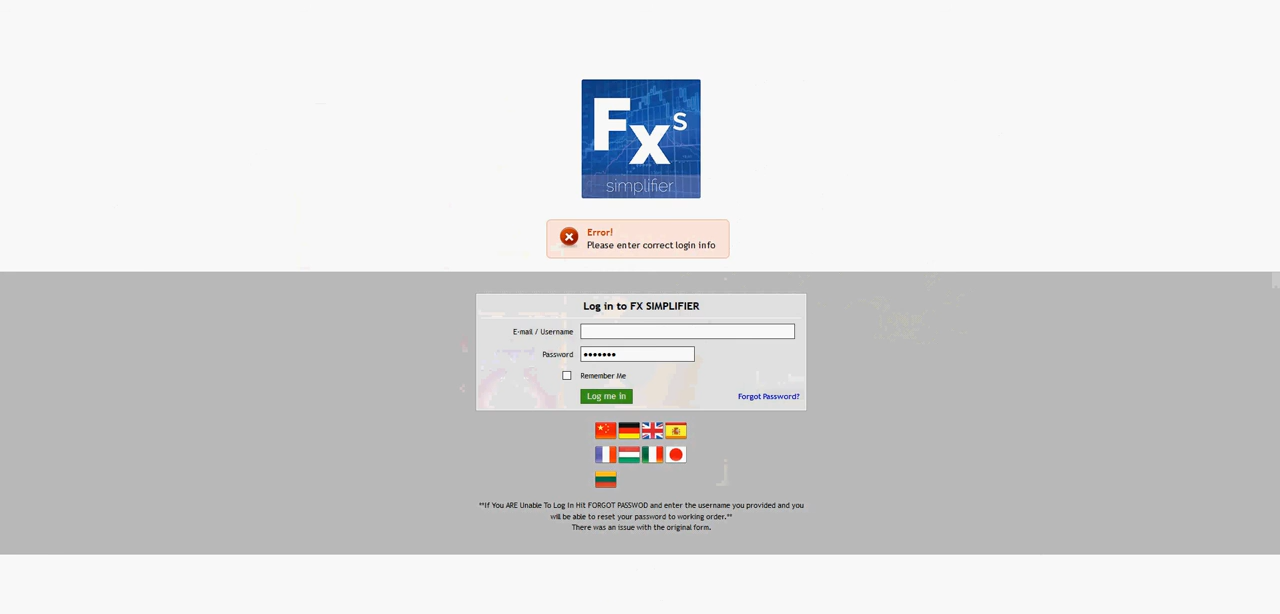 Fxs
simplifier
Error!
Please enter correct login info
Log in to FX SIMPLIFIER
E-mail / Username
Password
Remember Me
Log me in
Forgot Password?
**If You ARE Unable To Log In Hit FORGOT PASSWOD and enter the username you provided and you
will be able to reset your password to working order.**
There was an issue with the original form.